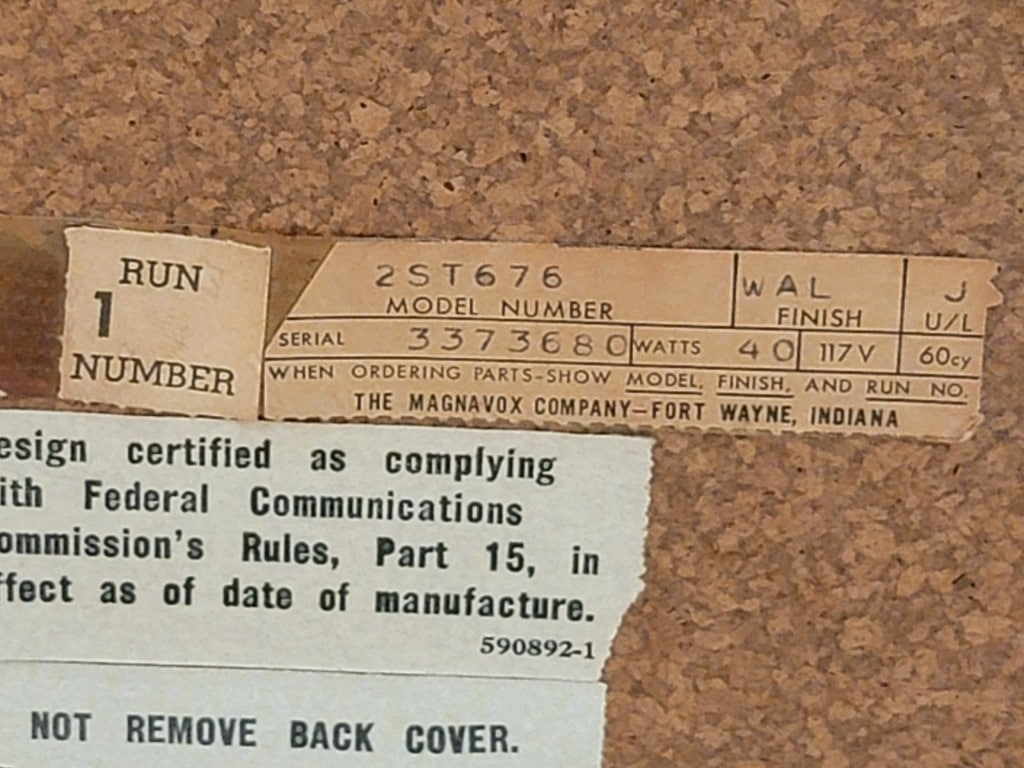 RUN
1
NUMBER
2ST676
MODEL NUMBER
WAL
FINISH
J
U/L
SERIAL 3373680
WATTS 40
117V
60cy
WHEN ORDERING PARTS-SHOW MODEL, FINISH, AND RUN NO.
THE MAGNAVOX COMPANY—FORT WAYNE, INDIANA
esign certified as complying
ith Federal Communications
ommission's Rules, Part 15, in
ffect as of date of manufacture.
590892-1
NOT REMOVE BACK COVER.